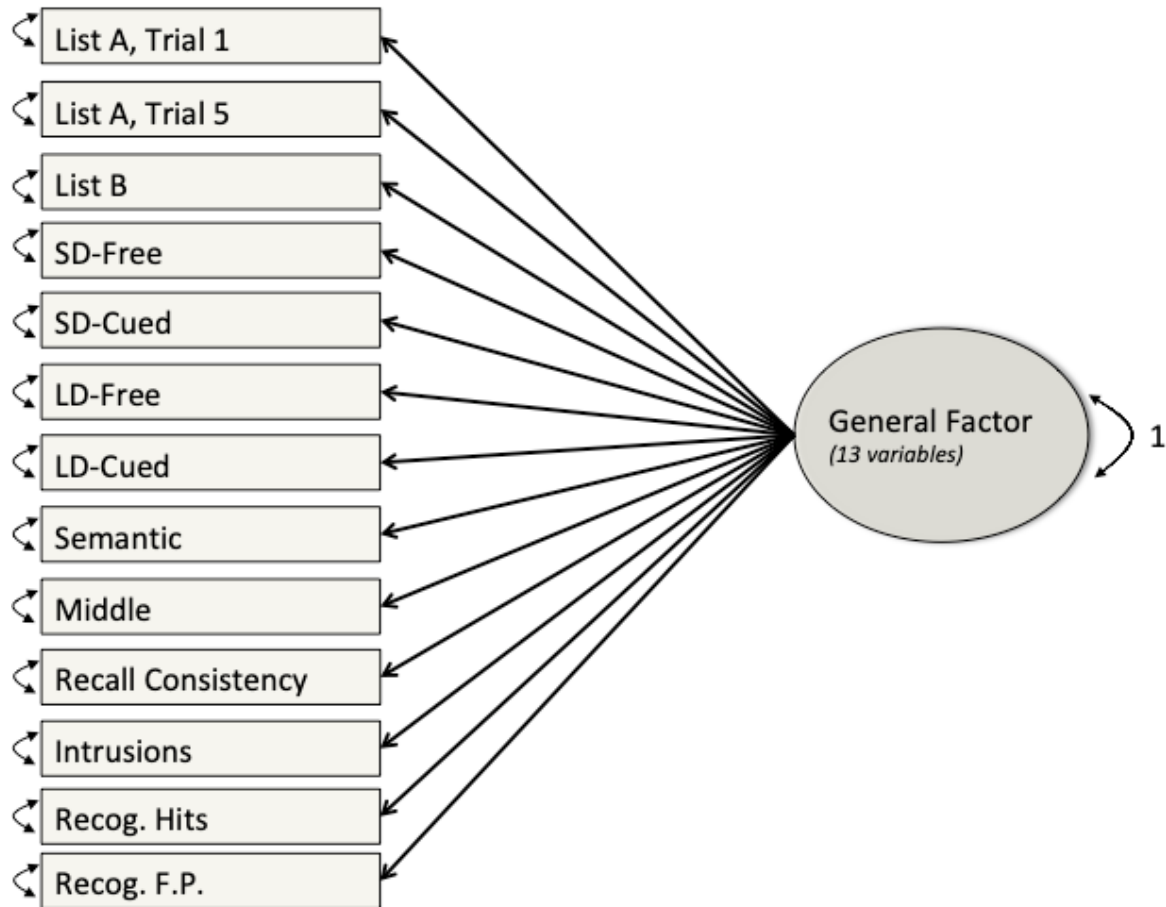 List A, Trial 1
List A, Trial 5
List B
SD-Free
SD-Cued
LD-Free
LD-Cued
Semantic
Middle
Recall Consistency
Intrusions
Recog. Hits
Recog. F.P.
General Factor
(13 variables)
1